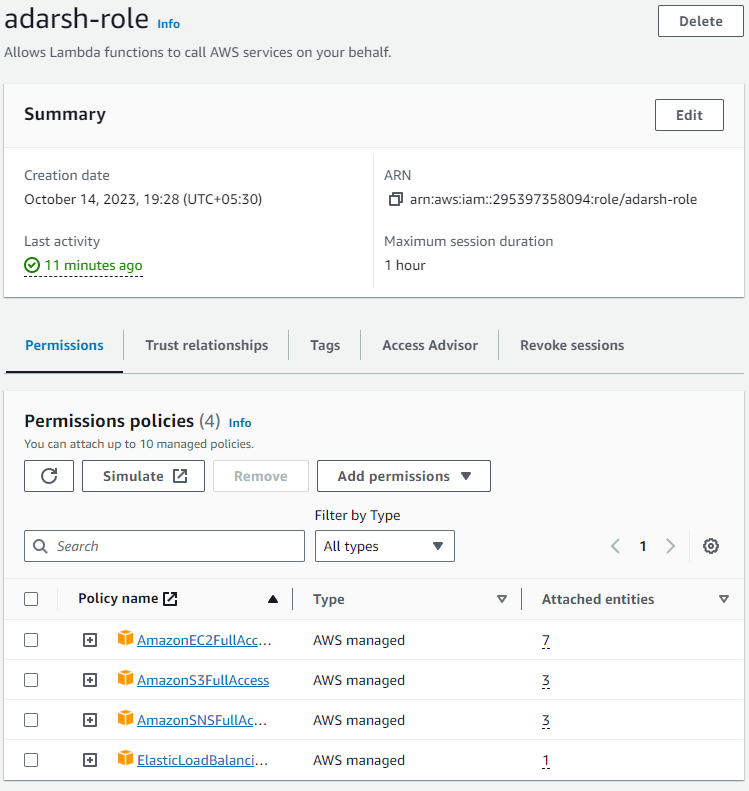 adarsh-role Info
Delete
Allows Lambda functions to call AWS services on your behalf.
Summary
Edit
Creation date
October 14, 2023, 19:28 (UTC+05:30)
ARN
arn:aws:iam::295397358094:role/adarsh-role
Last activity
11 minutes ago
Maximum session duration
1 hour
Permissions Trust relationships Tags Access Advisor Revoke sessions
Permissions policies (4) Info
You can attach up to 10 managed policies.
Simulate Remove Add permissions
Filter by Type
Search All types 1
Policy name Type Attached entities
AmazonEC2FullAcc... AWS managed 7
AmazonS3FullAccess AWS managed 3
AmazonSNSFullAc... AWS managed 3
ElasticLoadBalanci... AWS managed 1